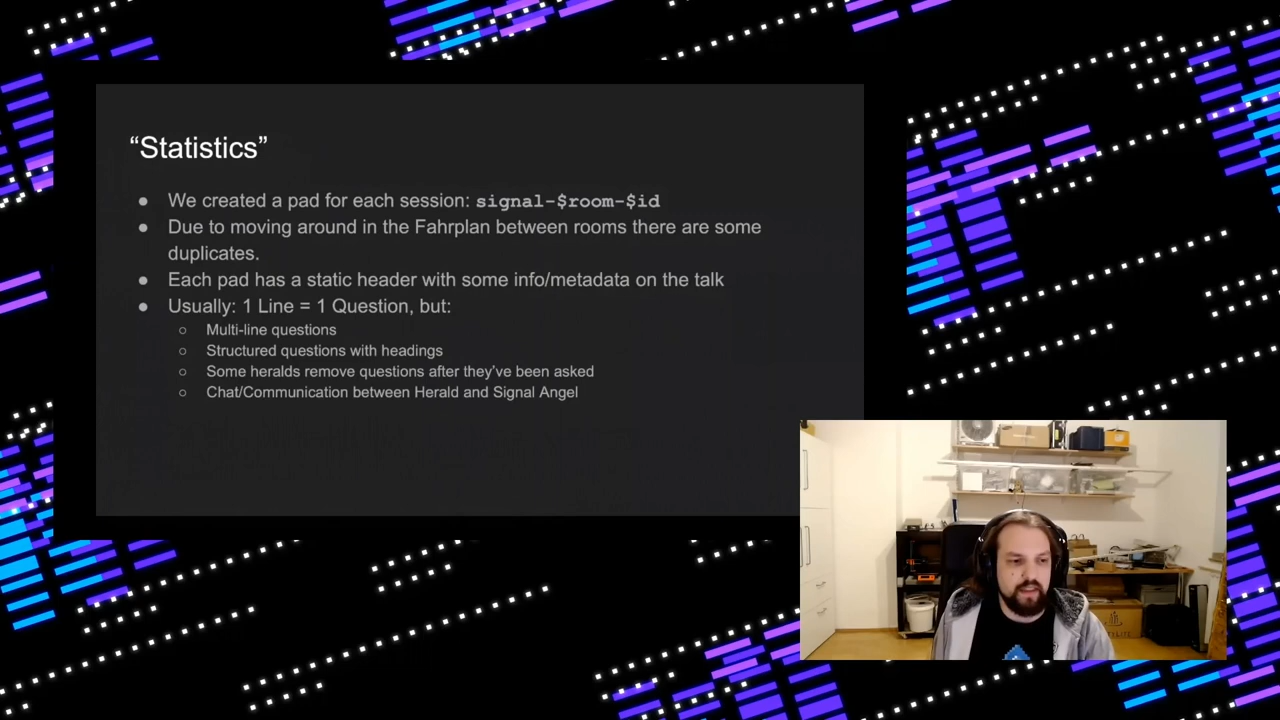 “Statistics”
● We created a pad for each session: signal-$room-$id
● Due to moving around in the Fahrplan between rooms there are some
duplicates.
● Each pad has a static header with some info/metadata on the talk
● Usually: 1 Line = 1 Question, but:
○ Multi-line questions
○ Structured questions with headings
○ Some heralds remove questions after they’ve been asked
○ Chat/Communication between Herald and Signal Angel